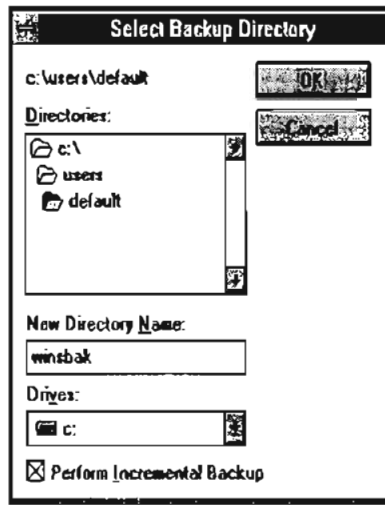 Select Backup Directory
c:\users\default
OK
Cancel
Directories:
c:\
users
default
New Directory Name:
winsbak
Drives:
c:
Perform Incremental Backup